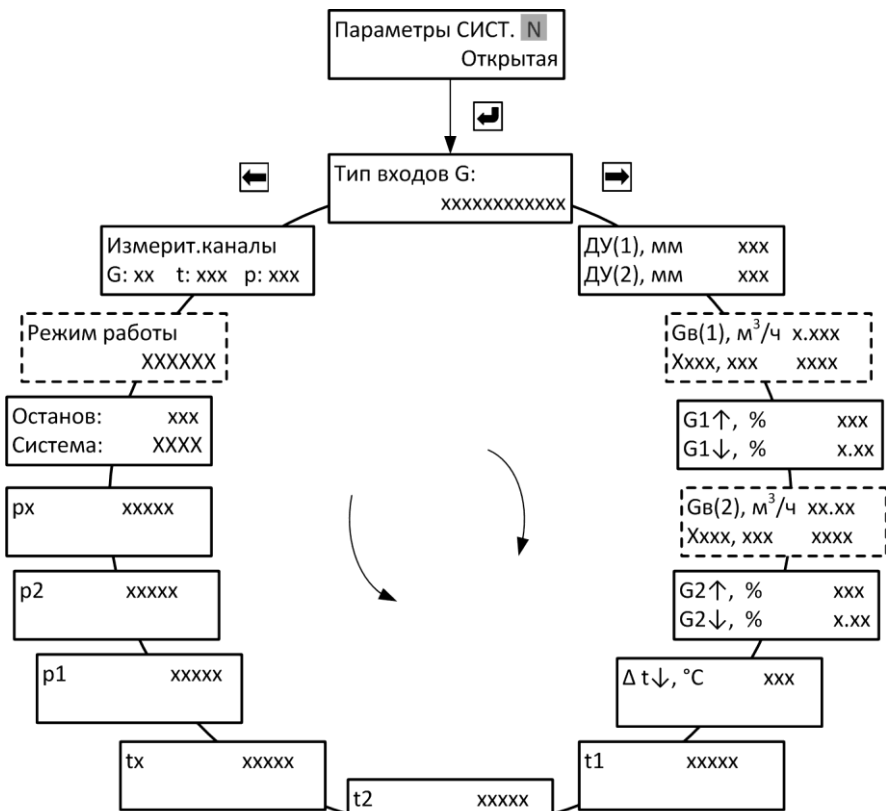 Параметры СИСТ. N
Открытая
Тип входов G:
xxxxxxxxxxxx
ДУ(1), мм xxx
ДУ(2), мм xxx
Gв(1), м³/ч x.xxx
Xxxx, xxx xxxx
G1↑, % xxx
G1↓, % x.xx
Gв(2), м³/ч xx.xx
Xxxx, xxx xxxx
G2↑, % xxx
G2↓, % x.xx
Δ t↓, °C xxx
t1 xxxxx
t2 xxxxx
tx xxxxx
p1 xxxxx
p2 xxxxx
px xxxxx
Останов: xxx
Система: XXXX
Режим работы
XXXXXX
Измерит.каналы
G: xx t: xxx p: xxx